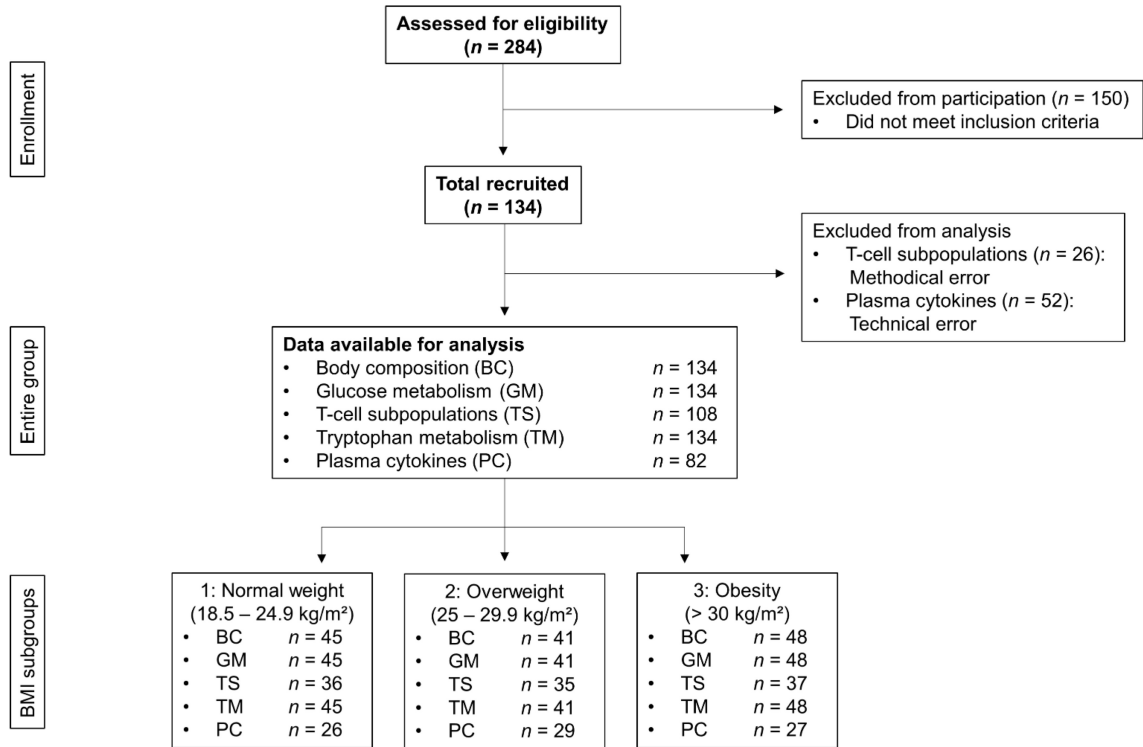 Assessed for eligibility
(n = 284)
Enrollment
Excluded from participation (n = 150)
• Did not meet inclusion criteria
Total recruited
(n = 134)
Excluded from analysis
• T-cell subpopulations (n = 26):
Methodical error
• Plasma cytokines (n = 52):
Technical error
Entire group
Data available for analysis
• Body composition (BC) n = 134
• Glucose metabolism (GM) n = 134
• T-cell subpopulations (TS) n = 108
• Tryptophan metabolism (TM) n = 134
• Plasma cytokines (PC) n = 82
BMI subgroups
1: Normal weight
(18.5 – 24.9 kg/m²)
• BC n = 45
• GM n = 45
• TS n = 36
• TM n = 45
• PC n = 26
2: Overweight
(25 – 29.9 kg/m²)
• BC n = 41
• GM n = 41
• TS n = 35
• TM n = 41
• PC n = 29
3: Obesity
(> 30 kg/m²)
• BC n = 48
• GM n = 48
• TS n = 37
• TM n = 48
• PC n = 27